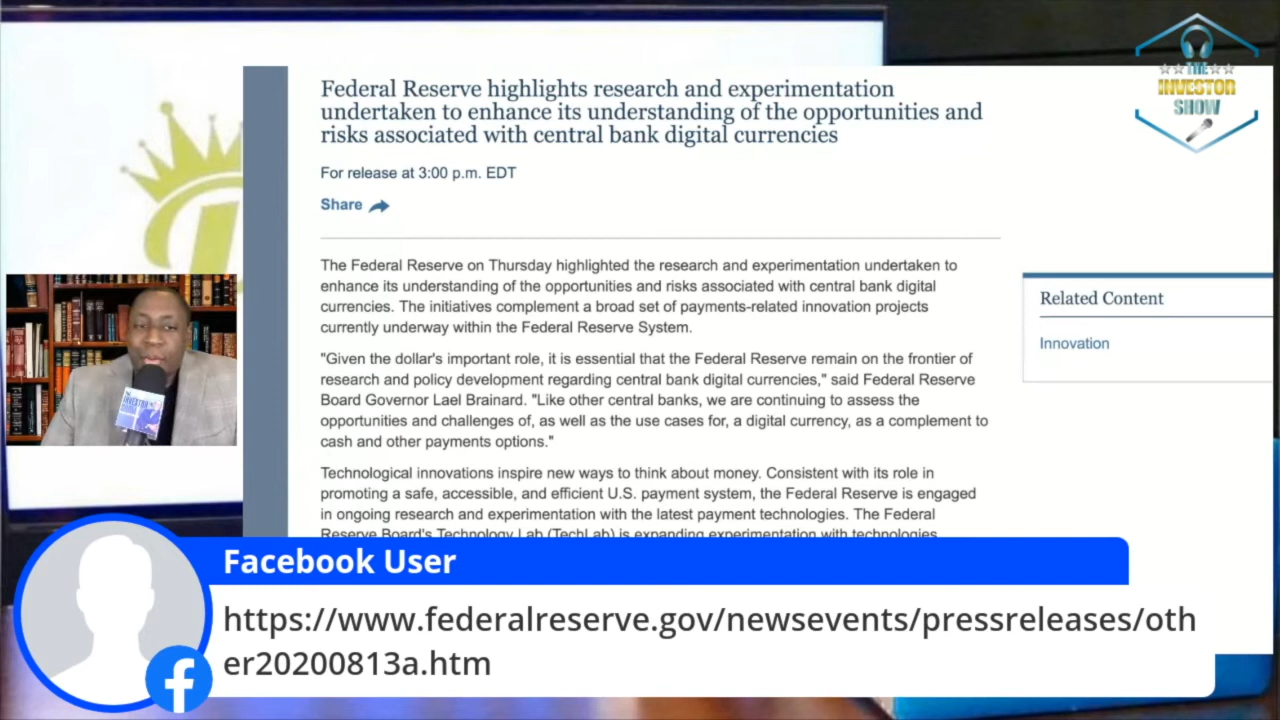 THE
INVESTOR
SHOW
Federal Reserve highlights research and experimentation
undertaken to enhance its understanding of the opportunities and
risks associated with central bank digital currencies
For release at 3:00 p.m. EDT
Share
The Federal Reserve on Thursday highlighted the research and experimentation undertaken to
enhance its understanding of the opportunities and risks associated with central bank digital
currencies. The initiatives complement a broad set of payments-related innovation projects
currently underway within the Federal Reserve System.
"Given the dollar's important role, it is essential that the Federal Reserve remain on the frontier of
research and policy development regarding central bank digital currencies," said Federal Reserve
Board Governor Lael Brainard. "Like other central banks, we are continuing to assess the
opportunities and challenges of, as well as the use cases for, a digital currency, as a complement to
cash and other payments options."
Technological innovations inspire new ways to think about money. Consistent with its role in
promoting a safe, accessible, and efficient U.S. payment system, the Federal Reserve is engaged
in ongoing research and experimentation with the latest payment technologies. The Federal
Reserve Board's Technology Lab (TechLab) is expanding experimentation with technologies
Related Content
Innovation
Facebook User
https://www.federalreserve.gov/newsevents/pressreleases/oth
er20200813a.htm